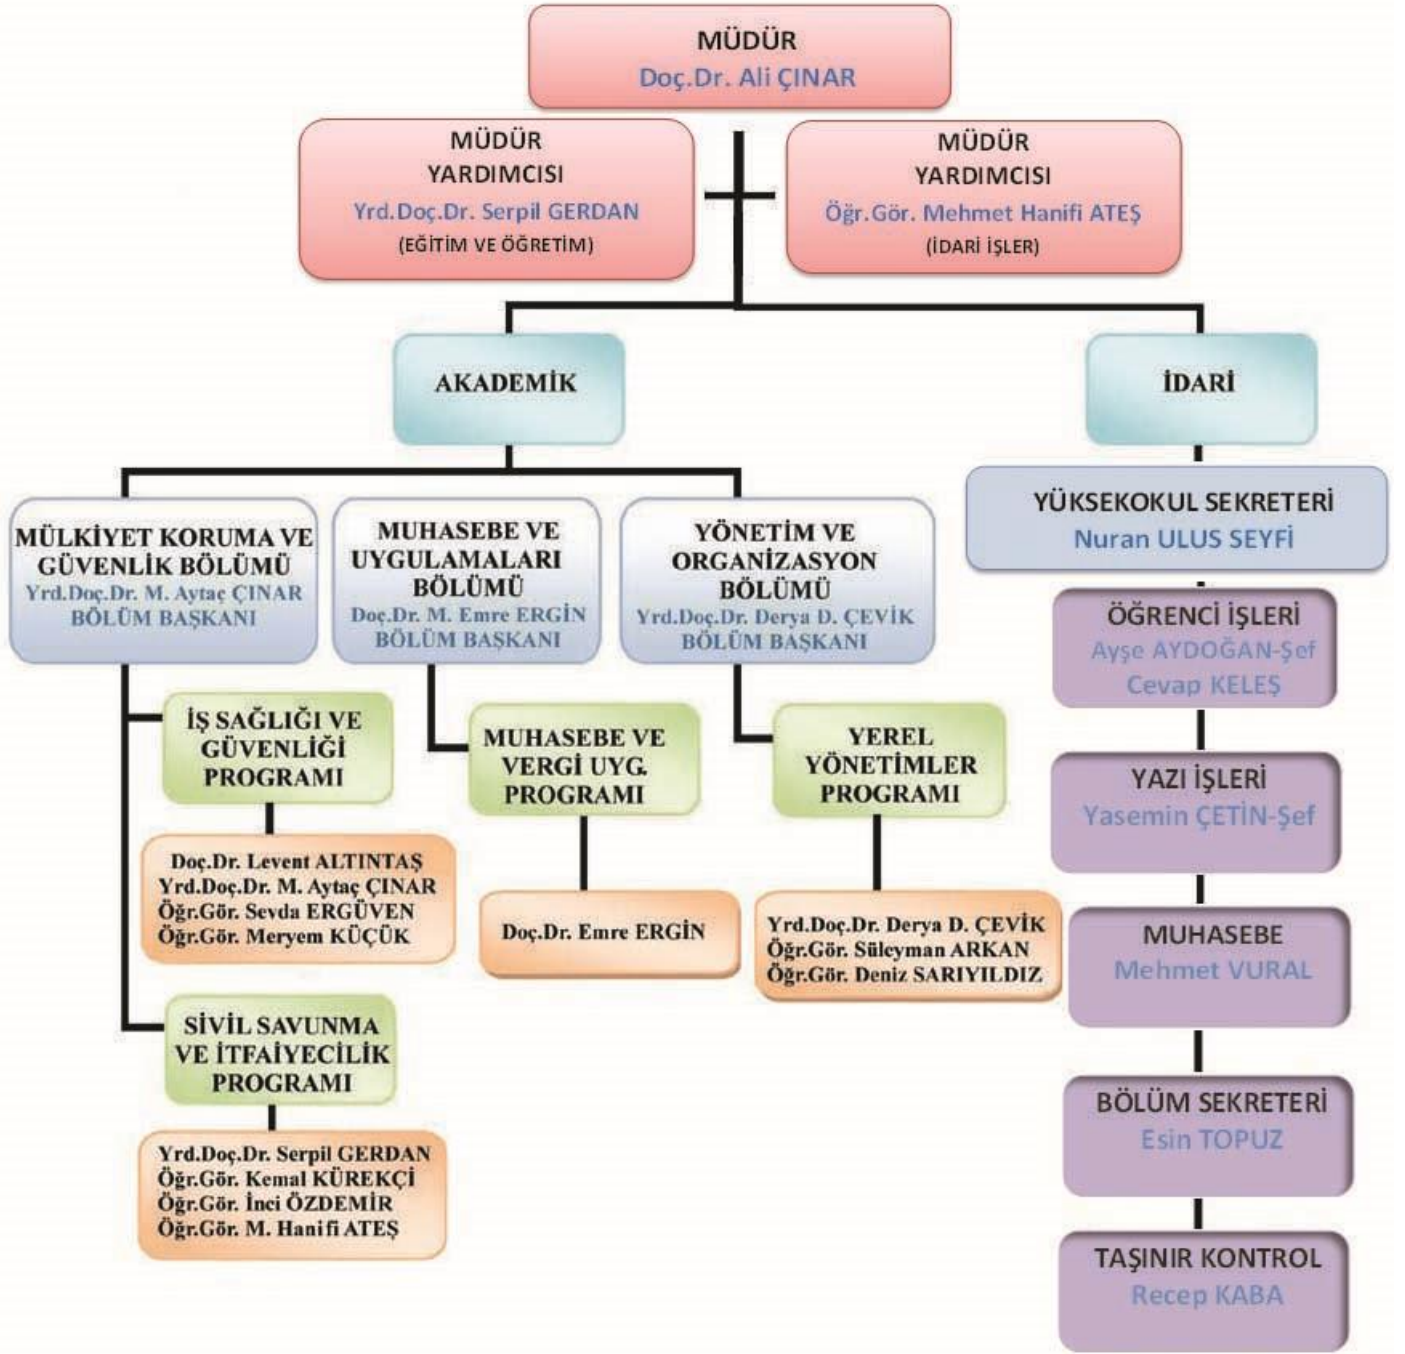 MÜDÜR
Doç.Dr. Ali ÇINAR
MÜDÜR
YARDIMCISI
Yrd.Doç.Dr. Serpil GERDAN
(EĞİTİM VE ÖĞRETİM)
MÜDÜR
YARDIMCISI
Öğr.Gör. Mehmet Hanifi ATEŞ
(İDARİ İŞLER)
AKADEMİK
İDARİ
MÜLKİYET KORUMA VE
GÜVENLİK BÖLÜMÜ
Yrd.Doç.Dr. M. Aytaç ÇINAR
BÖLÜM BAŞKANI
MUHASEBE VE
UYGULAMALARI
BÖLÜMÜ
Doç.Dr. M. Emre ERGİN
BÖLÜM BAŞKANI
YÖNETİM VE
ORGANİZASYON
BÖLÜMÜ
Yrd.Doç.Dr. Derya D. ÇEVİK
BÖLÜM BAŞKANI
YÜKSEKOKUL SEKRETERİ
Nuran ULUS SEYFİ
İŞ SAĞLIĞI VE
GÜVENLİĞİ
PROGRAMI
Doç.Dr. Levent ALTINTAŞ
Yrd.Doç.Dr. M. Aytaç ÇINAR
Öğr.Gör. Sevda ERGÜVEN
Öğr.Gör. Meryem KÜÇÜK
SİVİL SAVUNMA
VE İTFAİYECİLİK
PROGRAMI
Yrd.Doç.Dr. Serpil GERDAN
Öğr.Gör. Kemal KÜREKÇİ
Öğr.Gör. İnci ÖZDEMİR
Öğr.Gör. M. Hanifi ATEŞ
MUHASEBE VE
VERGİ UYG.
PROGRAMI
Doç.Dr. Emre ERGİN
YEREL
YÖNETİMLER
PROGRAMI
Yrd.Doç.Dr. Derya D. ÇEVİK
Öğr.Gör. Süleyman ARKAN
Öğr.Gör. Deniz SARIYILDIZ
ÖĞRENCİ İŞLERİ
Ayşe AYDOĞAN-Şef
Cevap KELEŞ
YAZI İŞLERİ
Yasemin ÇETİN-Şef
MUHASEBE
Mehmet VURAL
BÖLÜM SEKRETERİ
Esin TOPUZ
TAŞINIR KONTROL
Recep KABA